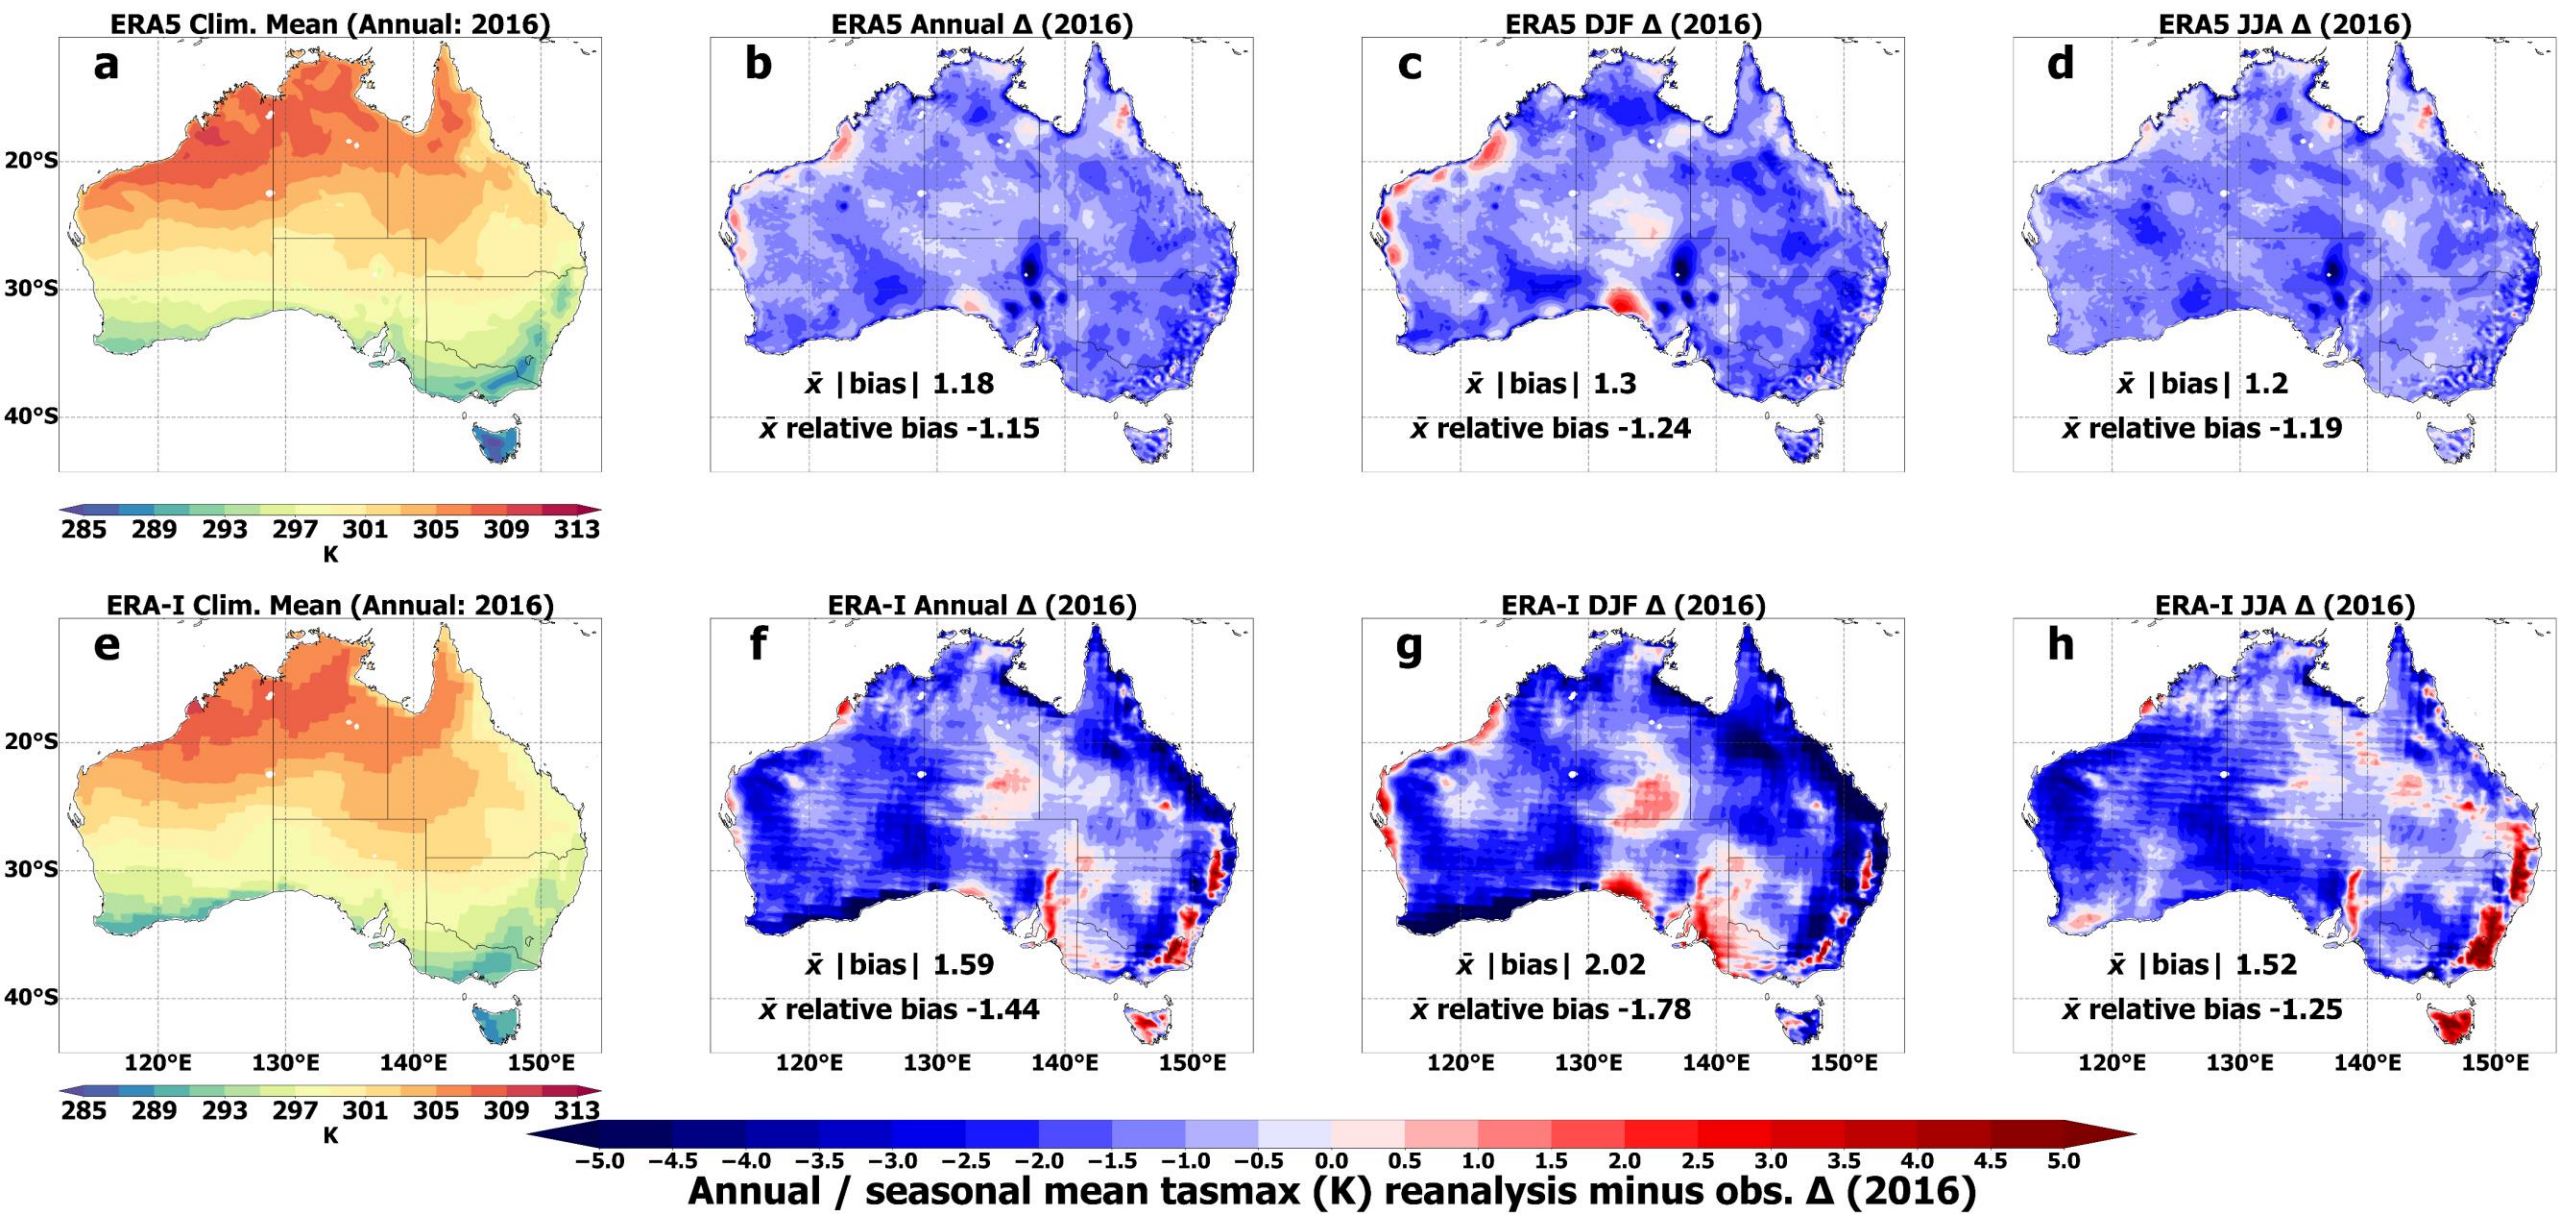 ERA5 Clim. Mean (Annual: 2016)
ERA5 Annual Δ (2016)
ERA5 DJF Δ (2016)
ERA5 JJA Δ (2016)
a
b
c
d
20°S
30°S
40°S
x̄ |bias| 1.18
x̄ relative bias -1.15
x̄ |bias| 1.3
x̄ relative bias -1.24
x̄ |bias| 1.2
x̄ relative bias -1.19
285 289 293 297 301 305 309 313
K
ERA-I Clim. Mean (Annual: 2016)
ERA-I Annual Δ (2016)
ERA-I DJF Δ (2016)
ERA-I JJA Δ (2016)
e
f
g
h
20°S
30°S
40°S
x̄ |bias| 1.59
x̄ relative bias -1.44
x̄ |bias| 2.02
x̄ relative bias -1.78
x̄ |bias| 1.52
x̄ relative bias -1.25
120°E 130°E 140°E 150°E
120°E 130°E 140°E 150°E
120°E 130°E 140°E 150°E
120°E 130°E 140°E 150°E
285 289 293 297 301 305 309 313
K
−5.0 −4.5 −4.0 −3.5 −3.0 −2.5 −2.0 −1.5 −1.0 −0.5 0.0 0.5 1.0 1.5 2.0 2.5 3.0 3.5 4.0 4.5 5.0
Annual / seasonal mean tasmax (K) reanalysis minus obs. Δ (2016)